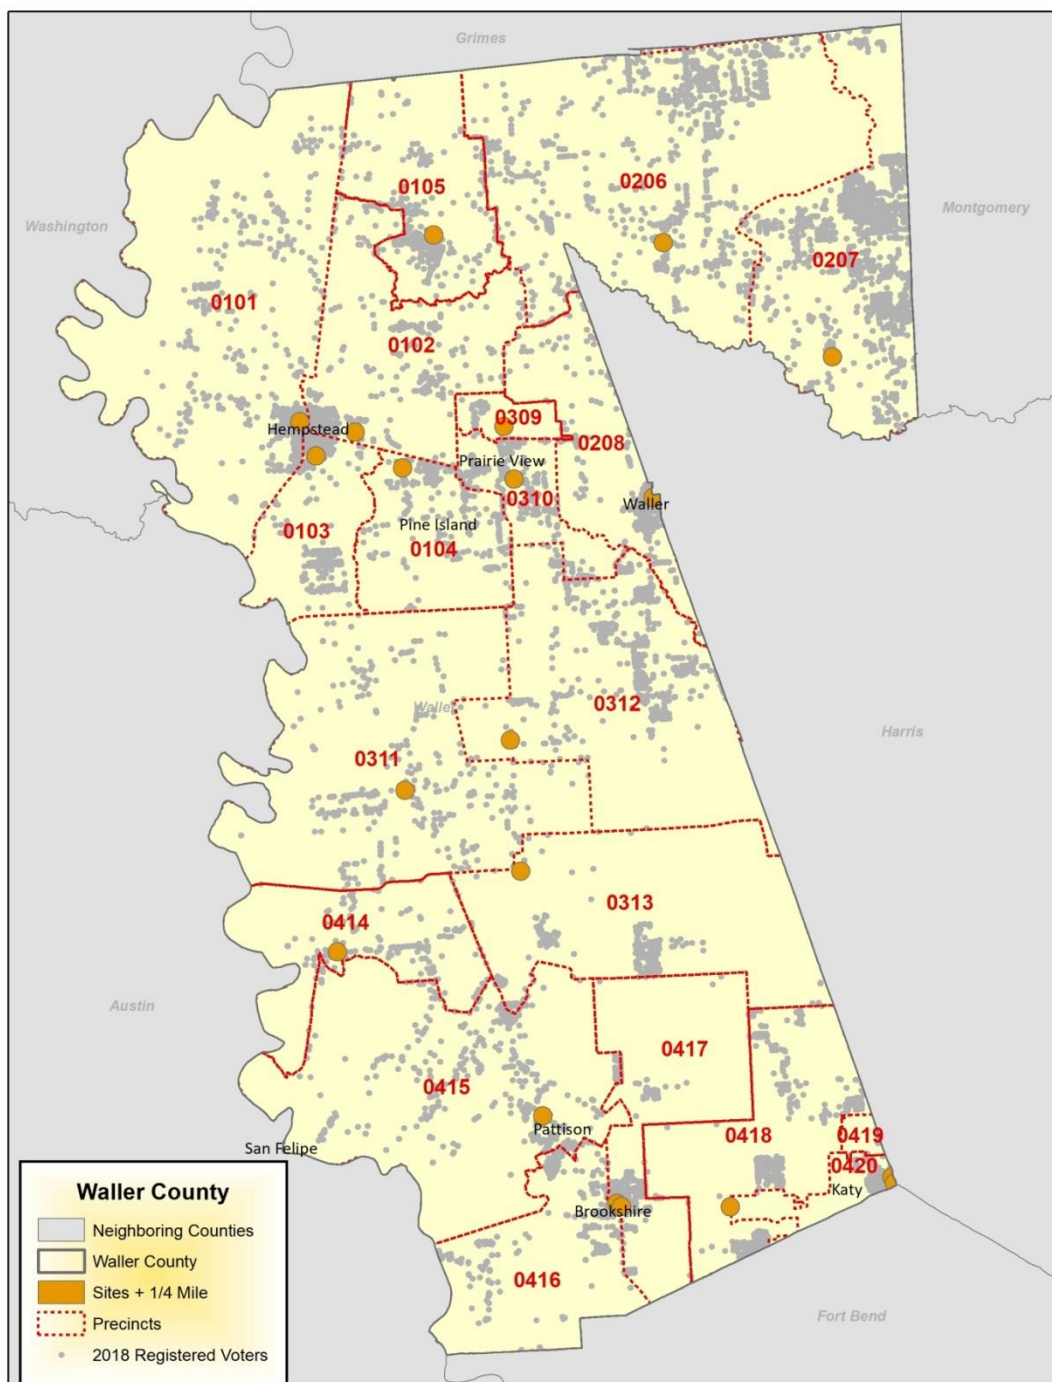 Grimes
0105
0206
Washington
Montgomery
0207
0101
0102
0309
Hempstead
0208
Prairie View
0310
Waller
Pine Island
0103
0104
Waller
0312
Harris
0311
0313
0414
Austin
0417
0415
Pattison
0418
0419
San Felipe
0420
Katy
Brookshire
0416
Fort Bend
Waller County
Neighboring Counties
Waller County
Sites + 1/4 Mile
Precincts
2018 Registered Voters